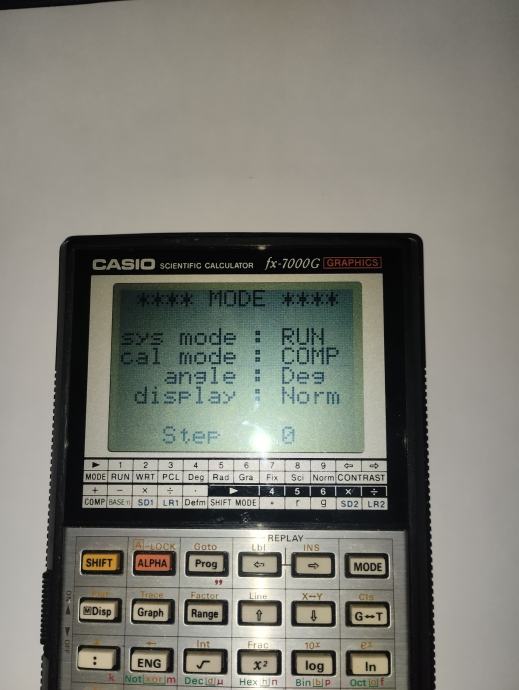 CASIO SCIENTIFIC CALCULATOR fx-7000G GRAPHICS
**** MODE ****
sys mode : RUN
cal mode : COMP
angle : Deg
display : Norm
Step 0
► 1 2 3 4 5 6 7 8 9 ⇦ ⇨
MODE RUN WRT PCL Deg Rad Gra Fix Sci Norm CONTRAST
+ − × ÷ · ► 4 5 6 × ÷
COMP BASE-n SD1 LR1 Defm SHIFT MODE · r g SD2 LR2
REPLAY
A-LOCK Goto Lbl INS
SHIFT ALPHA Prog ⇦ ⇨ MODE
"
Trace Factor Line X↔Y Cls
MDisp Graph Range ⇧ ⇩ G↔T
Int Frac 10ˣ eˣ
: ENG √ x² log ln
k Not xor m Dec d μ Hex h n Bin b p Oct o f
OFF